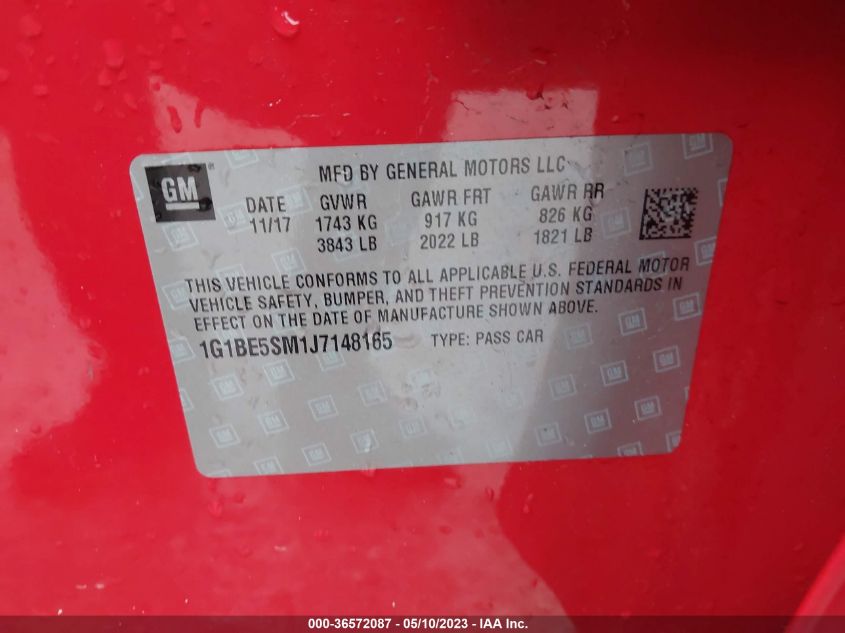 GM ®
MFD BY GENERAL MOTORS LLC
DATE GVWR GAWR FRT GAWR RR
11/17 1743 KG 917 KG 826 KG
3843 LB 2022 LB 1821 LB
THIS VEHICLE CONFORMS TO ALL APPLICABLE U.S. FEDERAL MOTOR
VEHICLE SAFETY, BUMPER, AND THEFT PREVENTION STANDARDS IN
EFFECT ON THE DATE OF MANUFACTURE SHOWN ABOVE.
1G1BE5SM1J7148165 TYPE: PASS CAR
000-36572087 - 05/10/2023 - IAA Inc.